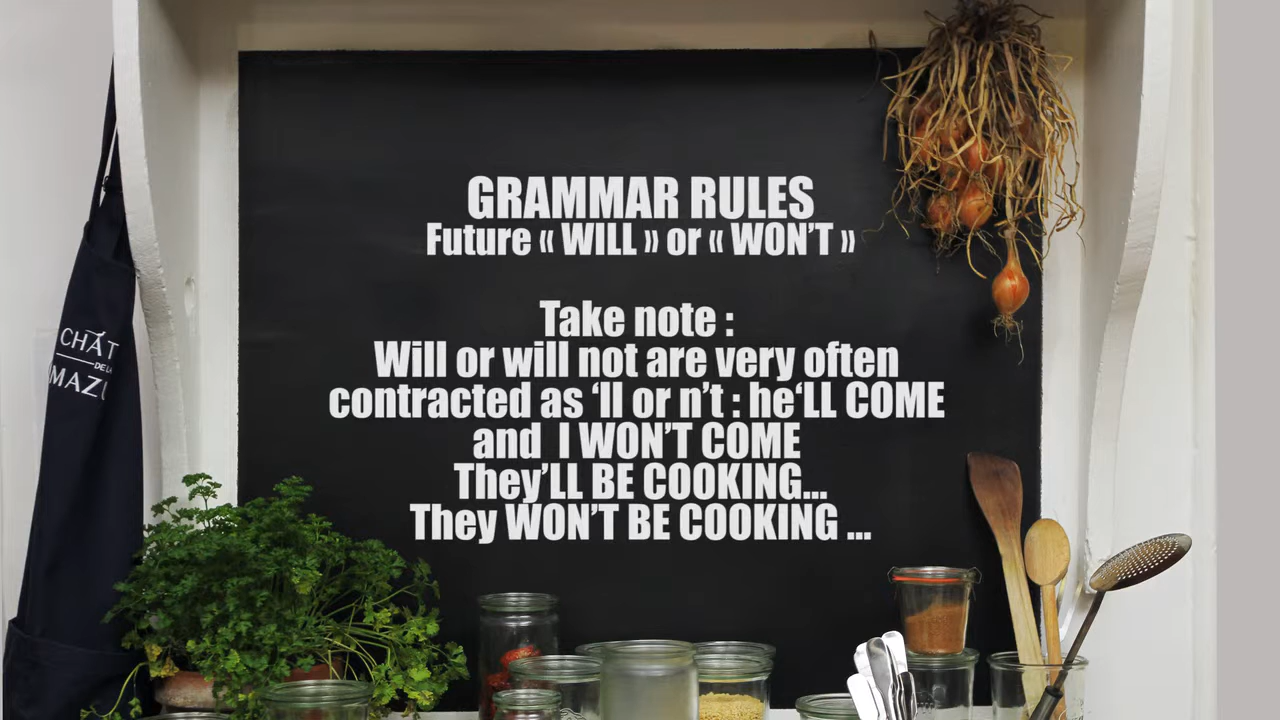 GRAMMAR RULES
Future « WILL » or « WON’T »
Take note :
Will or will not are very often
contracted as ‘ll or n’t : he‘LL COME
and  I WON’T COME
They’LL BE COOKING...
They WON’T BE COOKING ...
CHÂT
DE LA
MAZU